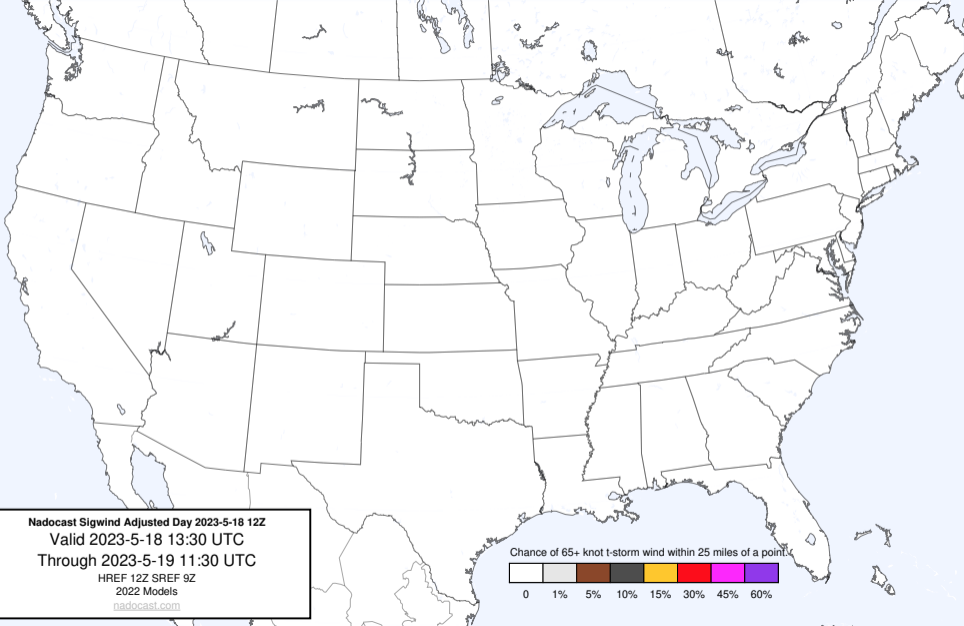 Nadocast Sigwind Adjusted Day 2023-5-18 12Z
Valid 2023-5-18 13:30 UTC
Through 2023-5-19 11:30 UTC
HREF 12Z SREF 9Z
2022 Models
nadocast.com
Chance of 65+ knot t-storm wind within 25 miles of a point.
0 1% 5% 10% 15% 30% 45% 60%